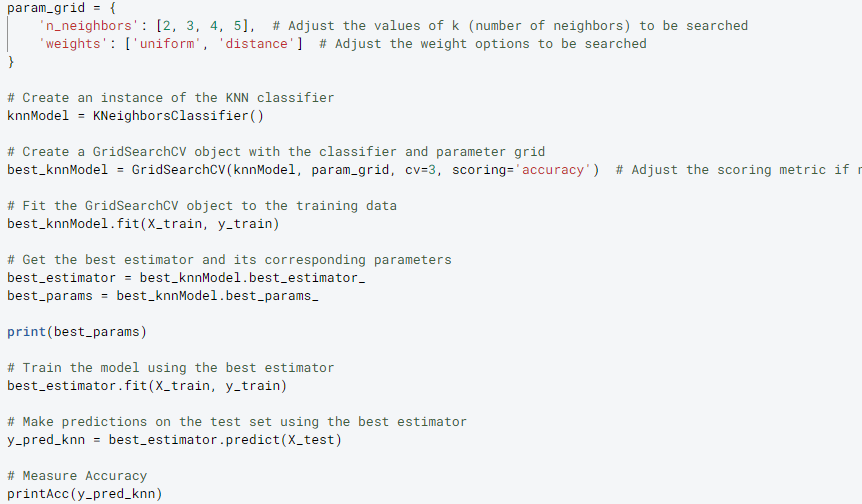 param_grid = {
    'n_neighbors': [2, 3, 4, 5],  # Adjust the values of k (number of neighbors) to be searched
    'weights': ['uniform', 'distance']  # Adjust the weight options to be searched
}
# Create an instance of the KNN classifier
knnModel = KNeighborsClassifier()
# Create a GridSearchCV object with the classifier and parameter grid
best_knnModel = GridSearchCV(knnModel, param_grid, cv=3, scoring='accuracy')  # Adjust the scoring metric if
# Fit the GridSearchCV object to the training data
best_knnModel.fit(X_train, y_train)
# Get the best estimator and its corresponding parameters
best_estimator = best_knnModel.best_estimator_
best_params = best_knnModel.best_params_
print(best_params)
# Train the model using the best estimator
best_estimator.fit(X_train, y_train)
# Make predictions on the test set using the best estimator
y_pred_knn = best_estimator.predict(X_test)
# Measure Accuracy
printAcc(y_pred_knn)